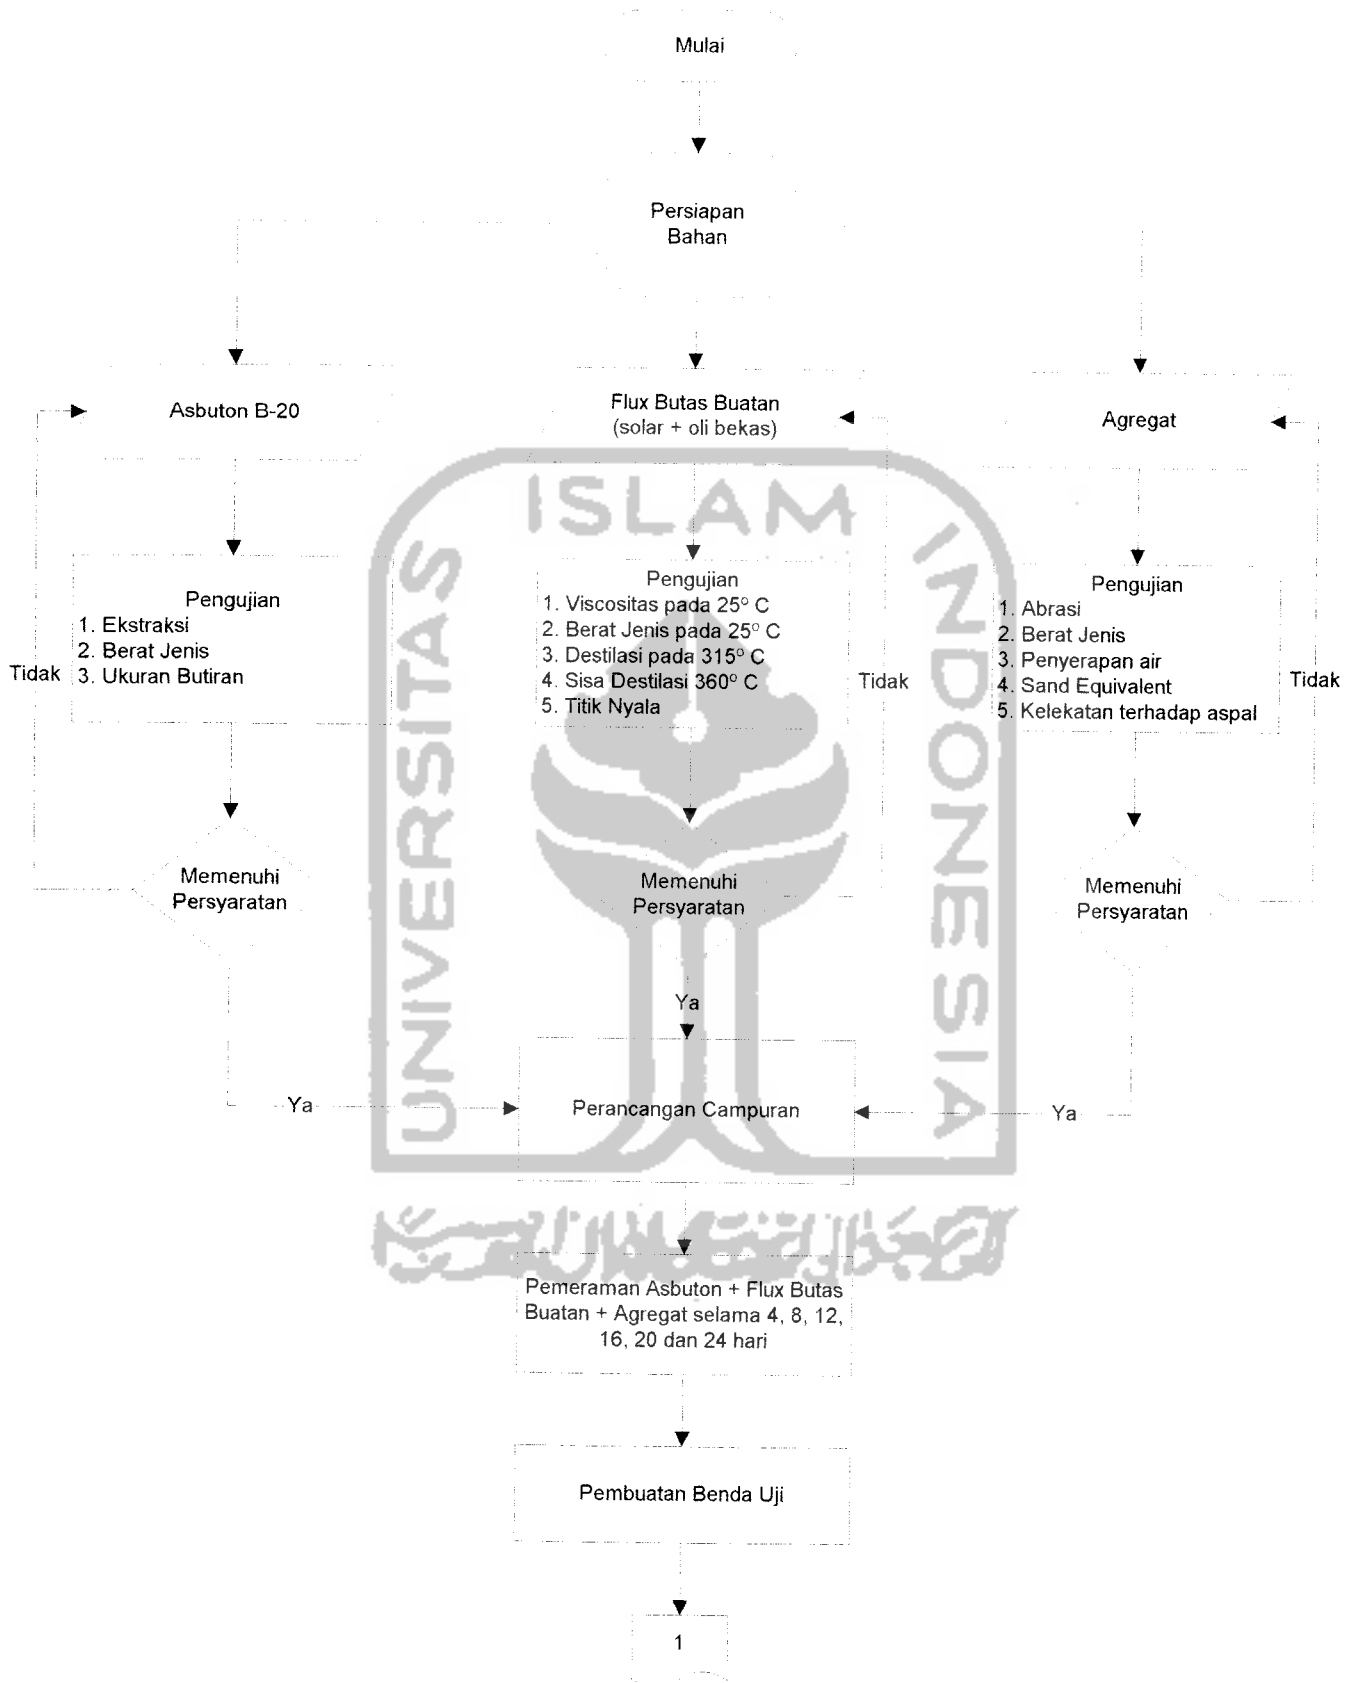 Mulai
Persiapan
Bahan
Asbuton B-20
Flux Butas Buatan
(solar + oli bekas)
Agregat
Pengujian
1. Ekstraksi
2. Berat Jenis
3. Ukuran Butiran
Tidak
Pengujian
1. Viscositas pada 25° C
2. Berat Jenis pada 25° C
3. Destilasi pada 315° C
4. Sisa Destilasi 360° C
5. Titik Nyala
Tidak
Pengujian
1. Abrasi
2. Berat Jenis
3. Penyerapan air
4. Sand Equivalent
5. Kelekatan terhadap aspal
Tidak
Memenuhi
Persyaratan
Memenuhi
Persyaratan
Memenuhi
Persyaratan
Ya
Ya
Perancangan Campuran
Ya
Pemeraman Asbuton + Flux Butas
Buatan + Agregat selama 4, 8, 12,
16, 20 dan 24 hari
Pembuatan Benda Uji
1
UNIVERSITAS
ISLAM
INDONESIA